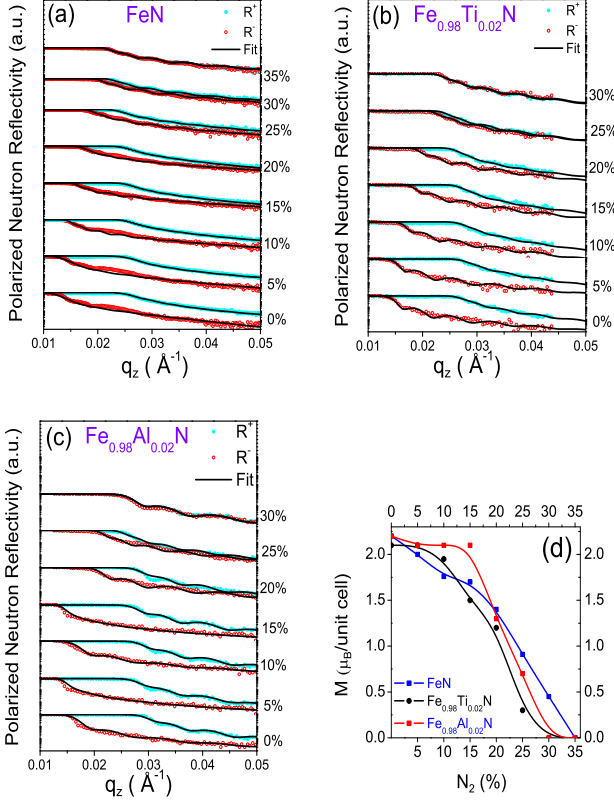 (a) FeN
R+
R-
Fit
35%
30%
25%
20%
15%
10%
5%
0%
0.01 0.02 0.03 0.04 0.05
qz ( Å-1)
Polarized Neutron Reflectivity (a.u.)
(b) Fe0.98Ti0.02N
R+
R-
Fit
30%
25%
20%
15%
10%
5%
0%
0.01 0.02 0.03 0.04 0.05
qz ( Å-1)
Polarized Neutron Reflectivity (a.u.)
(c) Fe0.98Al0.02N
R+
R-
Fit
30%
25%
20%
15%
10%
5%
0%
0.01 0.02 0.03 0.04 0.05
qz ( Å-1)
Polarized Neutron Reflectivity (a.u.)
0 5 10 15 20 25 30 35
(d)
2.0 2.0
1.5 1.5
1.0 1.0
0.5 0.5
0.0 0.0
M (μB/unit cell)
FeN
Fe0.98Ti0.02N
Fe0.98Al0.02N
5 10 15 20 25 30 35
N2 (%)